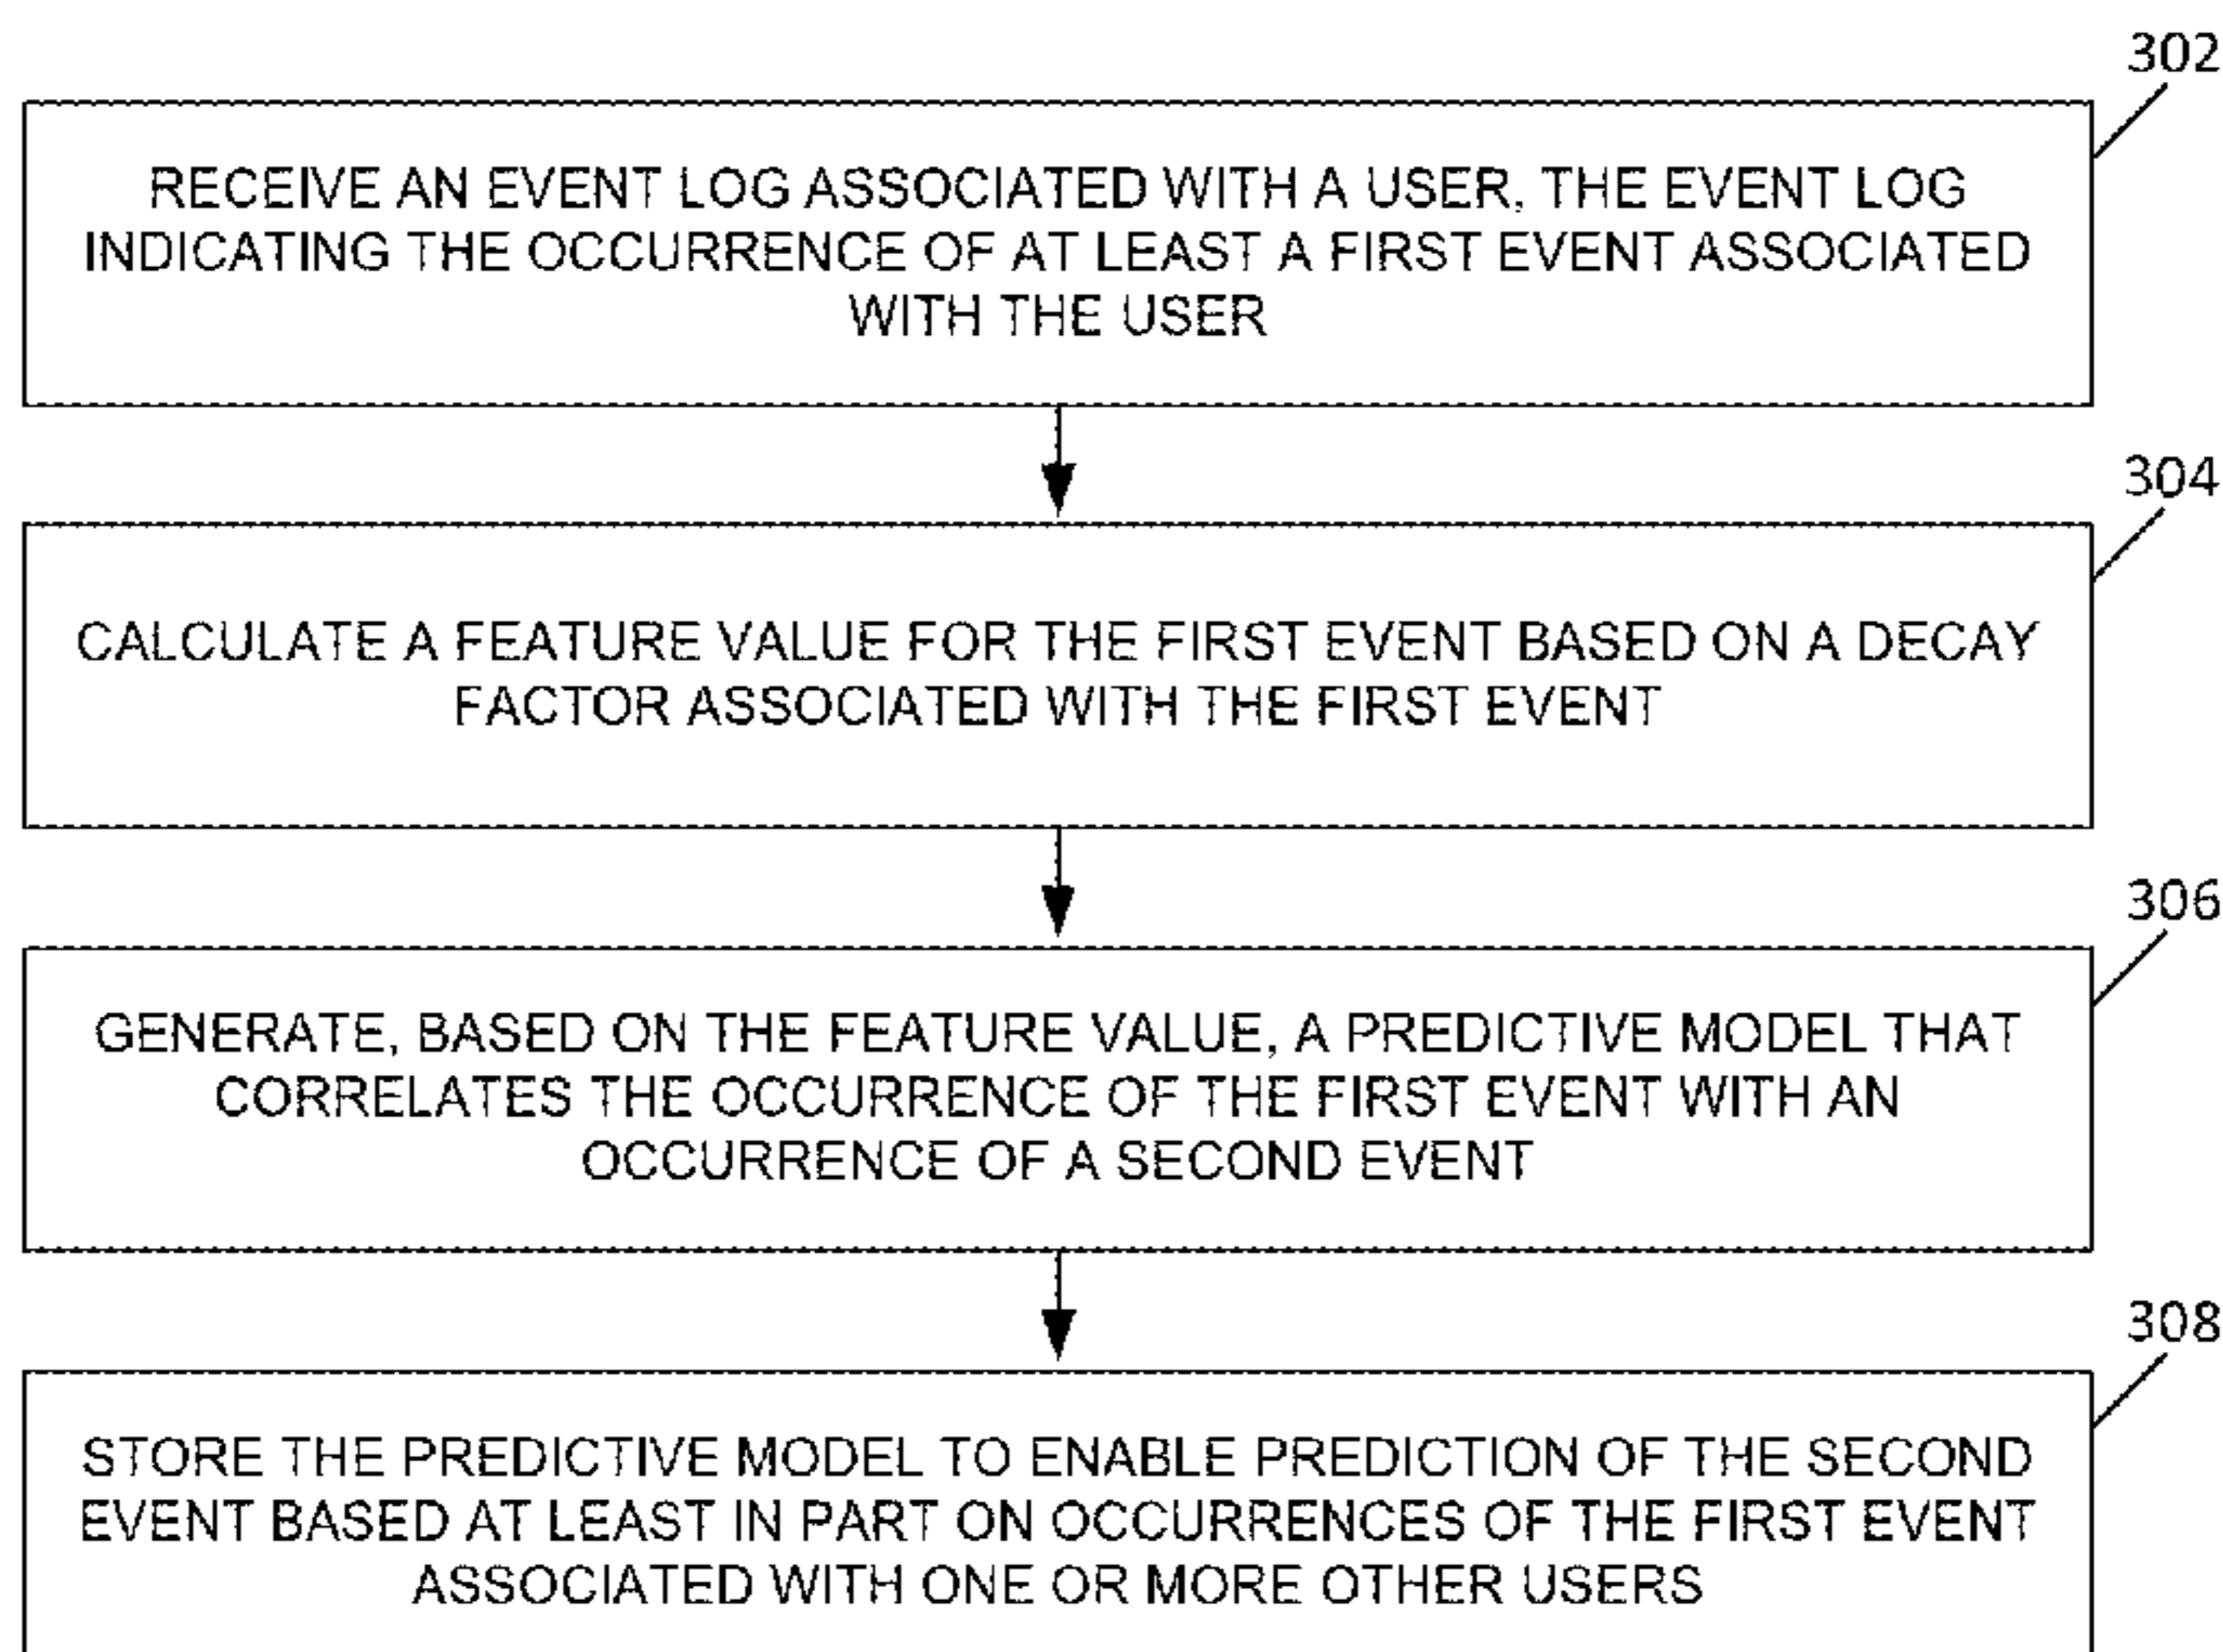 302
RECEIVE AN EVENT LOG ASSOCIATED WITH A USER, THE EVENT LOG
INDICATING THE OCCURRENCE OF AT LEAST A FIRST EVENT ASSOCIATED
WITH THE USER
304
CALCULATE A FEATURE VALUE FOR THE FIRST EVENT BASED ON A DECAY
FACTOR ASSOCIATED WITH THE FIRST EVENT
306
GENERATE, BASED ON THE FEATURE VALUE, A PREDICTIVE MODEL THAT
CORRELATES THE OCCURRENCE OF THE FIRST EVENT WITH AN
OCCURRENCE OF A SECOND EVENT
308
STORE THE PREDICTIVE MODEL TO ENABLE PREDICTION OF THE SECOND
EVENT BASED AT LEAST IN PART ON OCCURRENCES OF THE FIRST EVENT
ASSOCIATED WITH ONE OR MORE OTHER USERS